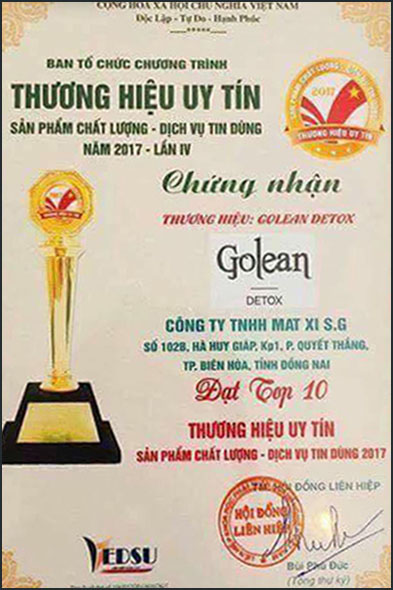 CỘNG HÒA XÃ HỘI CHỦ NGHĨA VIỆT NAM
Độc Lập - Tự Do - Hạnh Phúc
BAN TỔ CHỨC CHƯƠNG TRÌNH
THƯƠNG HIỆU UY TÍN
SẢN PHẨM CHẤT LƯỢNG - DỊCH VỤ TIN DÙNG
NĂM 2017 - LẦN IV
2017
THƯƠNG HIỆU UY TÍN
Chứng nhận
THƯƠNG HIỆU: GOLEAN DETOX
Golean
DETOX
CÔNG TY TNHH MAT XI S.G
SỐ 102B, HÀ HUY GIÁP, Kp1, P. QUYẾT THẮNG,
TP. BIÊN HÒA, TỈNH ĐỒNG NAI
Đạt Top 10
THƯƠNG HIỆU UY TÍN
SẢN PHẨM CHẤT LƯỢNG - DỊCH VỤ TIN DÙNG 2017
HỘI ĐỒNG LIÊN HIỆP
HỘI ĐỒNG
LIÊN HIỆP
VEDSU
Bùi Phú Đức
(Tổng thư ký)